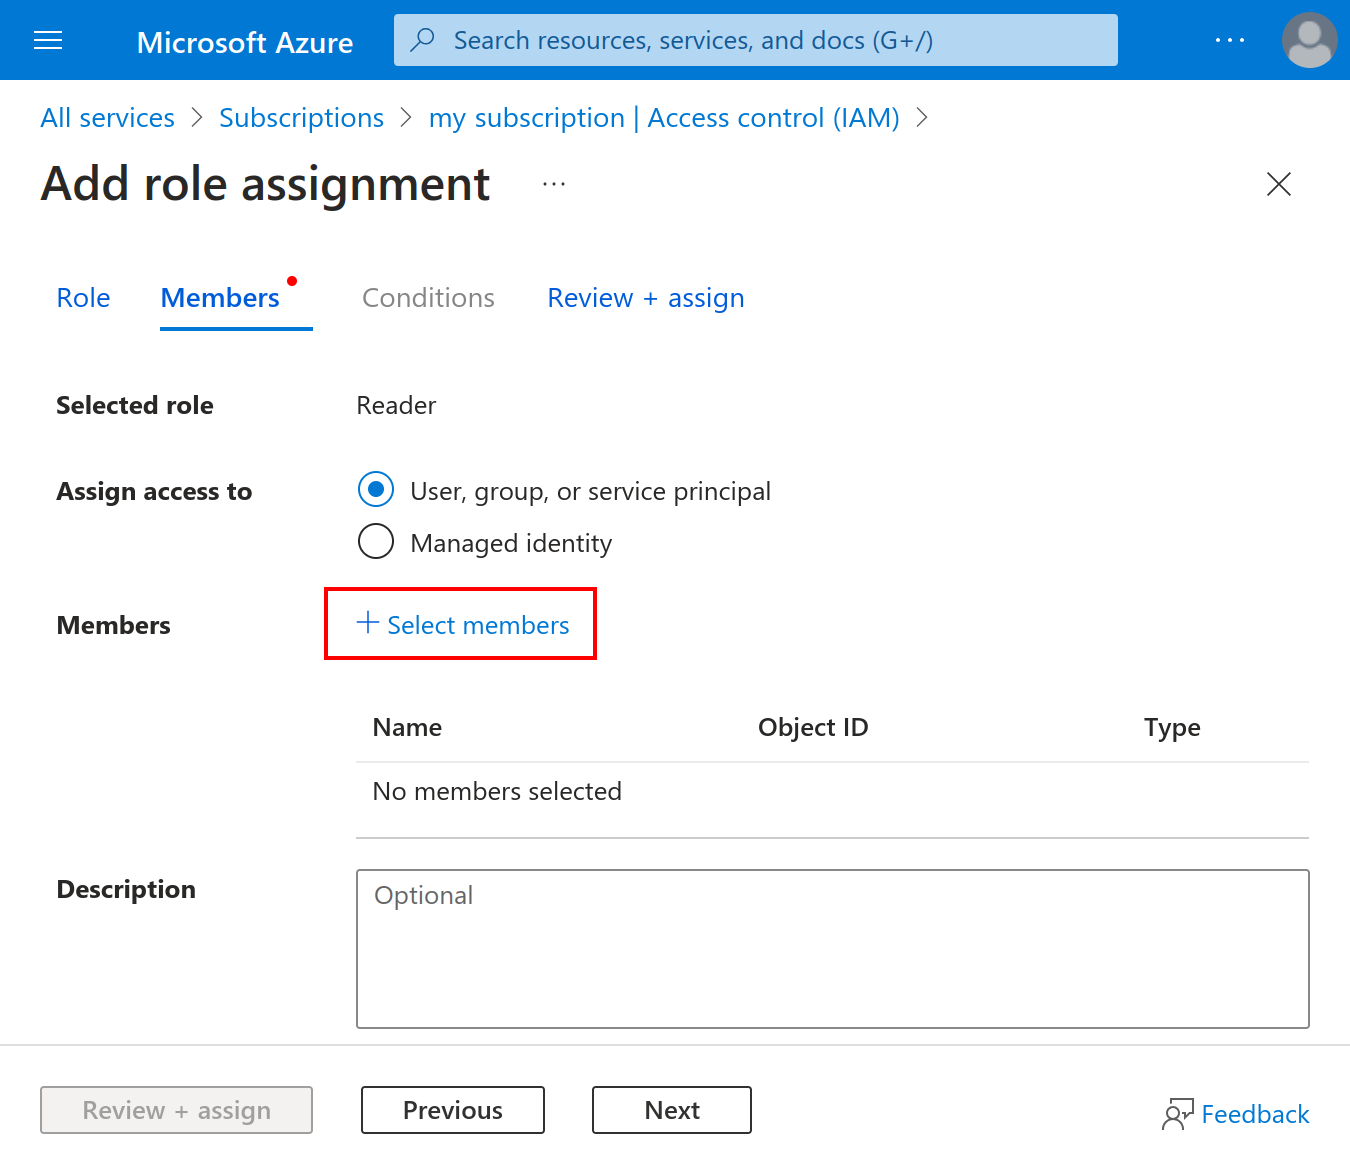 Microsoft Azure
Search resources, services, and docs (G+/)
All services > Subscriptions > my subscription | Access control (IAM) >
Add role assignment ...
Role Members Conditions Review + assign
Selected role Reader
Assign access to User, group, or service principal
Managed identity
Members + Select members
Name Object ID Type
No members selected
Description Optional
Review + assign Previous Next Feedback